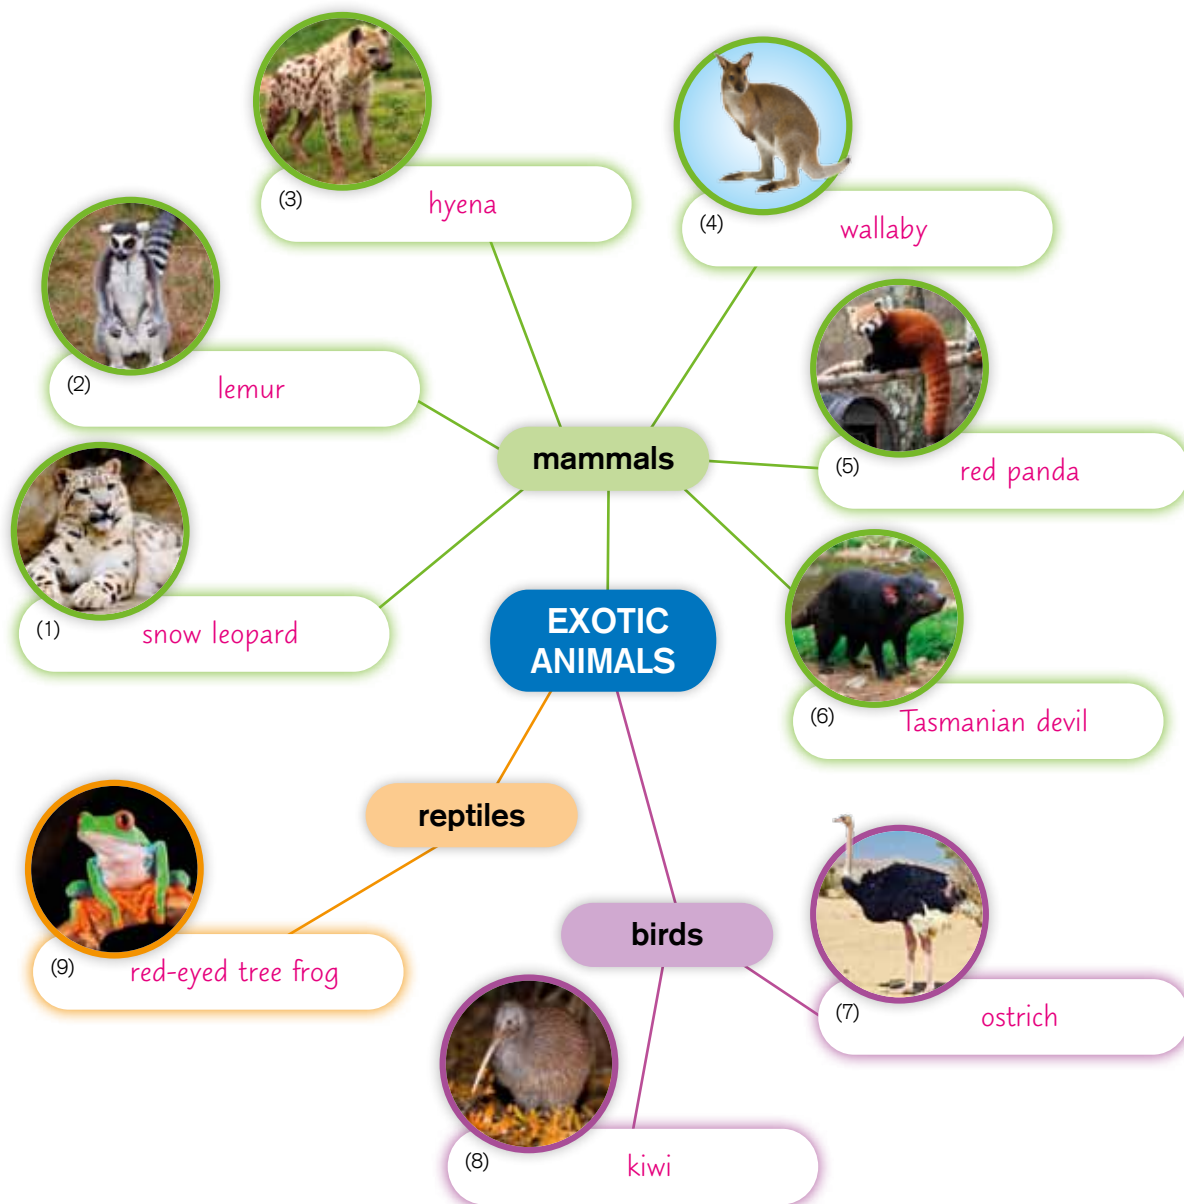 (3) hyena
(4) wallaby
(2) lemur
mammals
(5) red panda
(1) snow leopard
EXOTIC
ANIMALS
(6) Tasmanian devil
reptiles
birds
(9) red-eyed tree frog
(7) ostrich
(8) kiwi